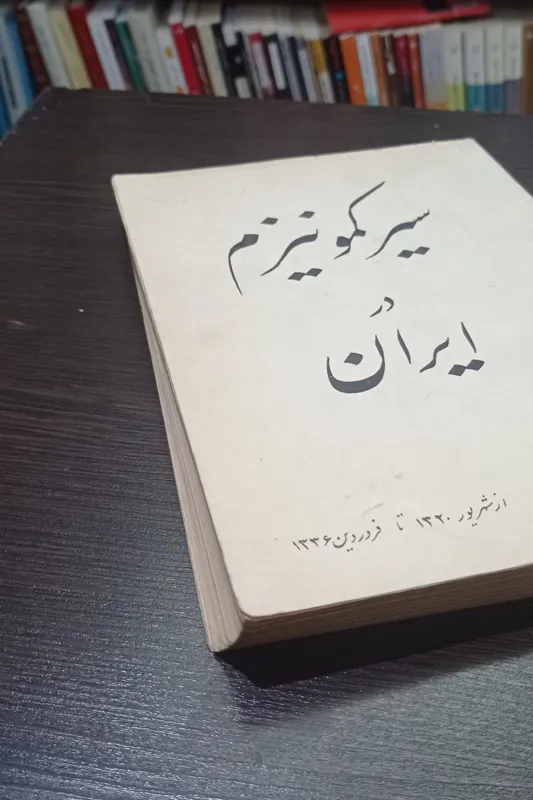 سیر کمونیزم
در
ایران
از شهریور ۱۳۲۰ تا فروردین ۱۳۳۶